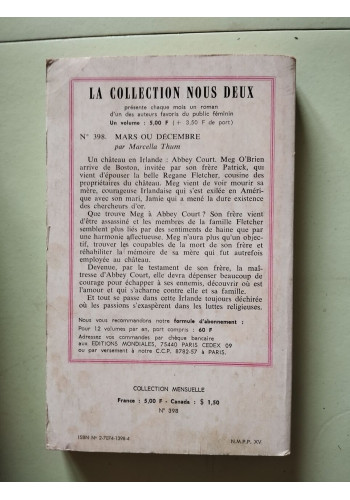 LA COLLECTION NOUS DEUX
présente chaque mois un roman
d'un des auteurs favoris du public féminin
Un volume : 5,00 F (+ 3,50 F de port)
N° 398. MARS OU DÉCEMBRE
par Marcella Thum
Un château en Irlande : Abbey Court. Meg O'Brien
arrive de Boston, invitée par son frère Patrick, qui
vient d'épouser la belle Regane Fletcher, cousine des
propriétaires du château. Meg vient de voir mourir sa
mère, courageuse Irlandaise qui s'est exilée en Améri-
que avec son mari, Jamie qui a mené la dure existence
des chercheurs d'or.
Que trouve Meg à Abbey Court ? Son frère vient
d'être assassiné et les membres de la famille Fletcher
semblent plus liés par des sentiments de haine que par
une harmonie affectueuse. Meg n'aura plus qu'un objec-
tif, trouver les coupables de la mort de son frère et
réhabiliter la mémoire de sa mère qui fut autrefois
employée au château.
Devenue, par le testament de son frère, la maî-
tresse d'Abbey Court, elle devra déployer beaucoup
de courage pour échapper à ses ennemis, découvrir où est
l'amour et qui s'acharne contre elle et sa famille.
Et tout se passe dans cette Irlande toujours déchirée
où les passions s'exaspèrent dans les luttes religieuses.
Nous vous recommandons notre formule d'abonnement :
Pour 12 volumes par an, port compris : 60 F
Adressez vos commandes par chèque bancaire
aux ÉDITIONS MONDIALES, 75440 PARIS CEDEX 09
ou par versement à notre C.C.P. 8782-57 à PARIS.
COLLECTION MENSUELLE
France : 5,00 F - Canada : $ 1,50
N° 398
ISBN N° 2-7074-1398-4
N.M.P.P. XV.